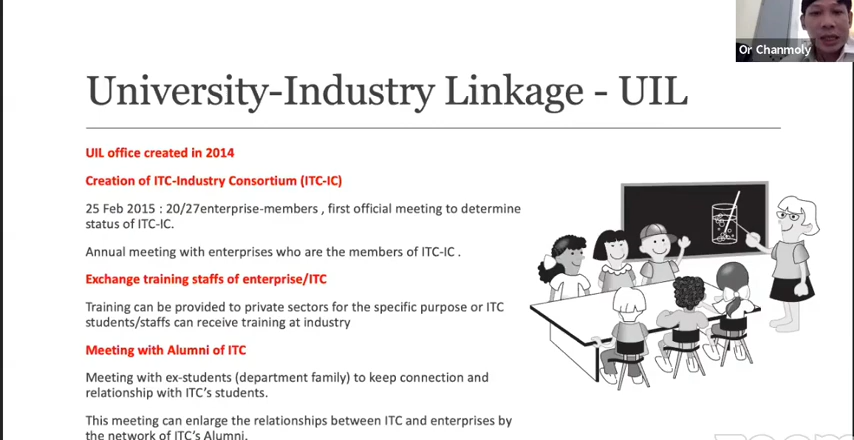 Or Chanmoly
University-Industry Linkage - UIL
UIL office created in 2014
Creation of ITC-Industry Consortium (ITC-IC)
25 Feb 2015 : 20/27enterprise-members , first official meeting to determine
status of ITC-IC.
Annual meeting with enterprises who are the members of ITC-IC .
Exchange training staffs of enterprise/ITC
Training can be provided to private sectors for the specific purpose or ITC
students/staffs can receive training at industry
Meeting with Alumni of ITC
Meeting with ex-students (department family) to keep connection and
relationship with ITC's students.
This meeting can enlarge the relationships between ITC and enterprises by
the network of ITC's Alumni.
zoom